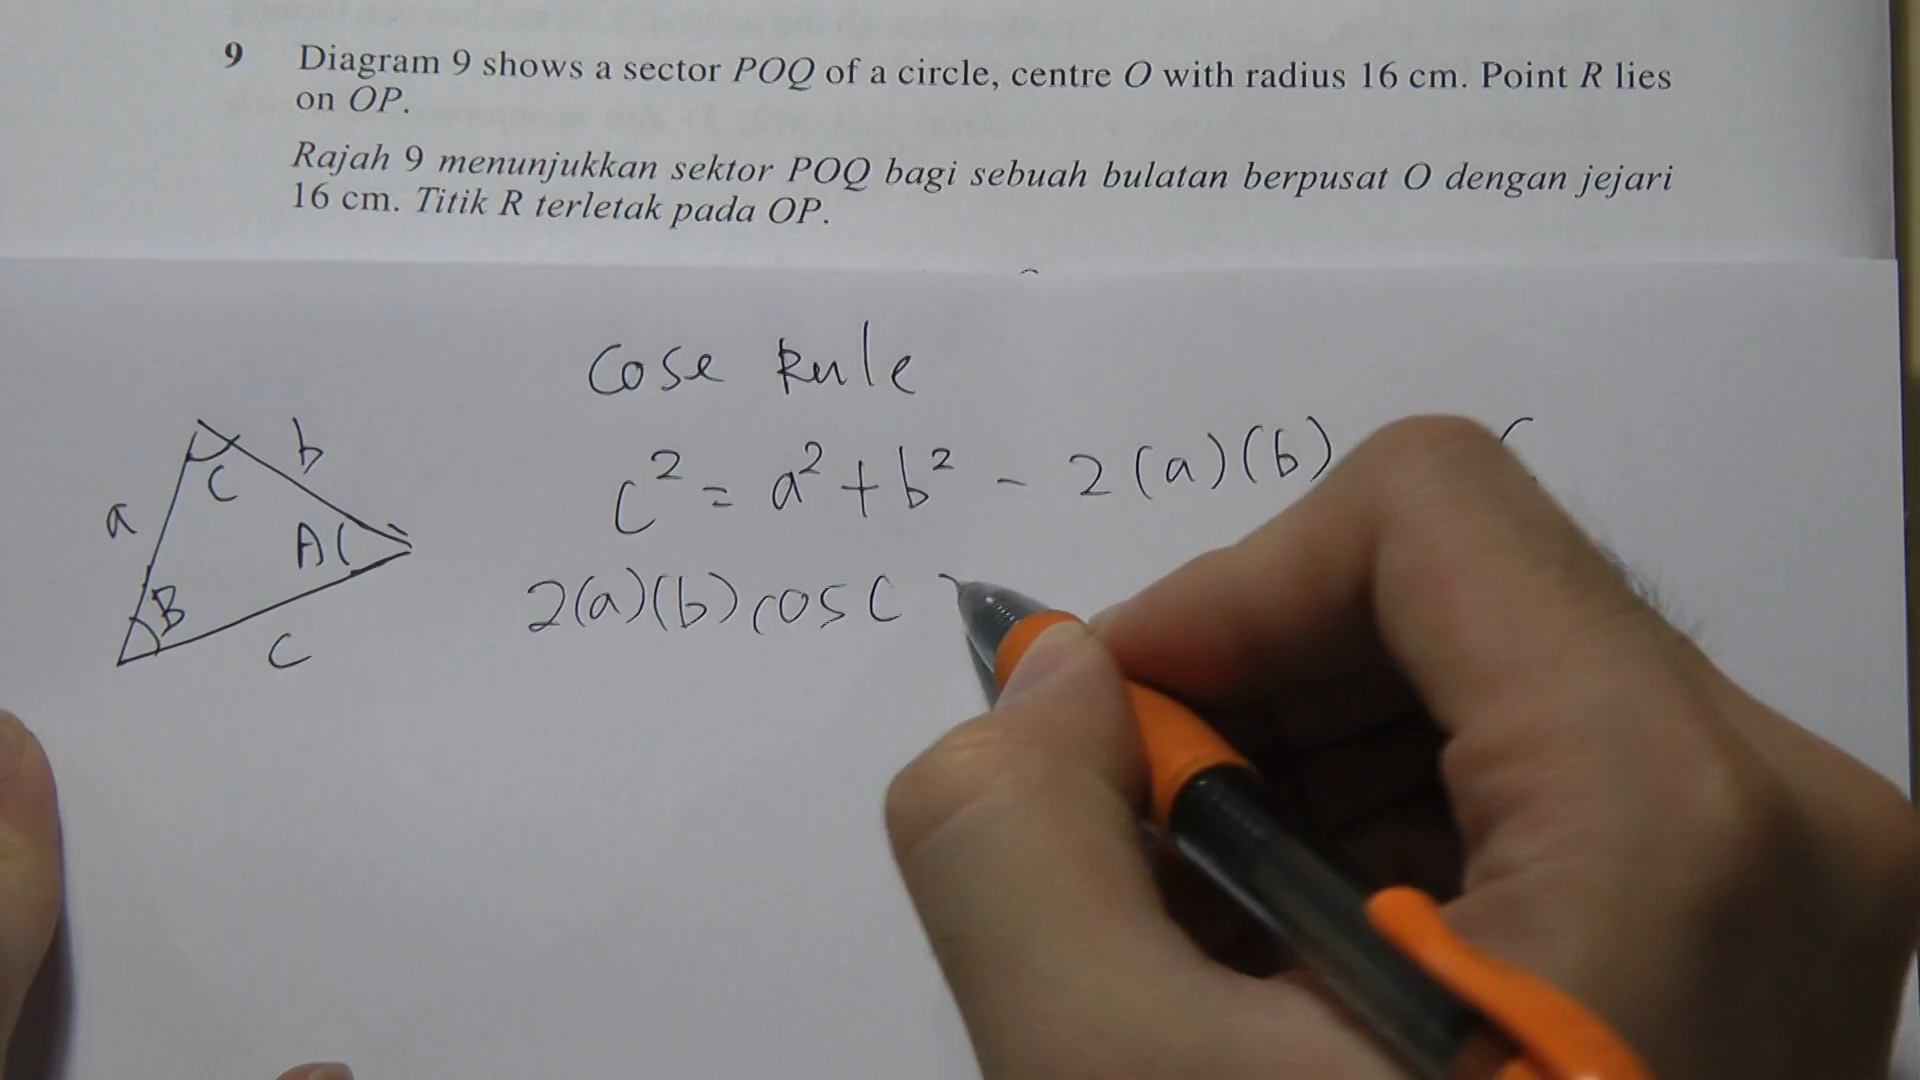 9 Diagram 9 shows a sector POQ of a circle, centre O with radius 16 cm. Point R lies
on OP.
Rajah 9 menunjukkan sektor POQ bagi sebuah bulatan berpusat O dengan jejari
16 cm. Titik R terletak pada OP.
Cose Rule
c² = a² + b² - 2(a)(b)
2(a)(b) cos C
b
C
a
A
B
c